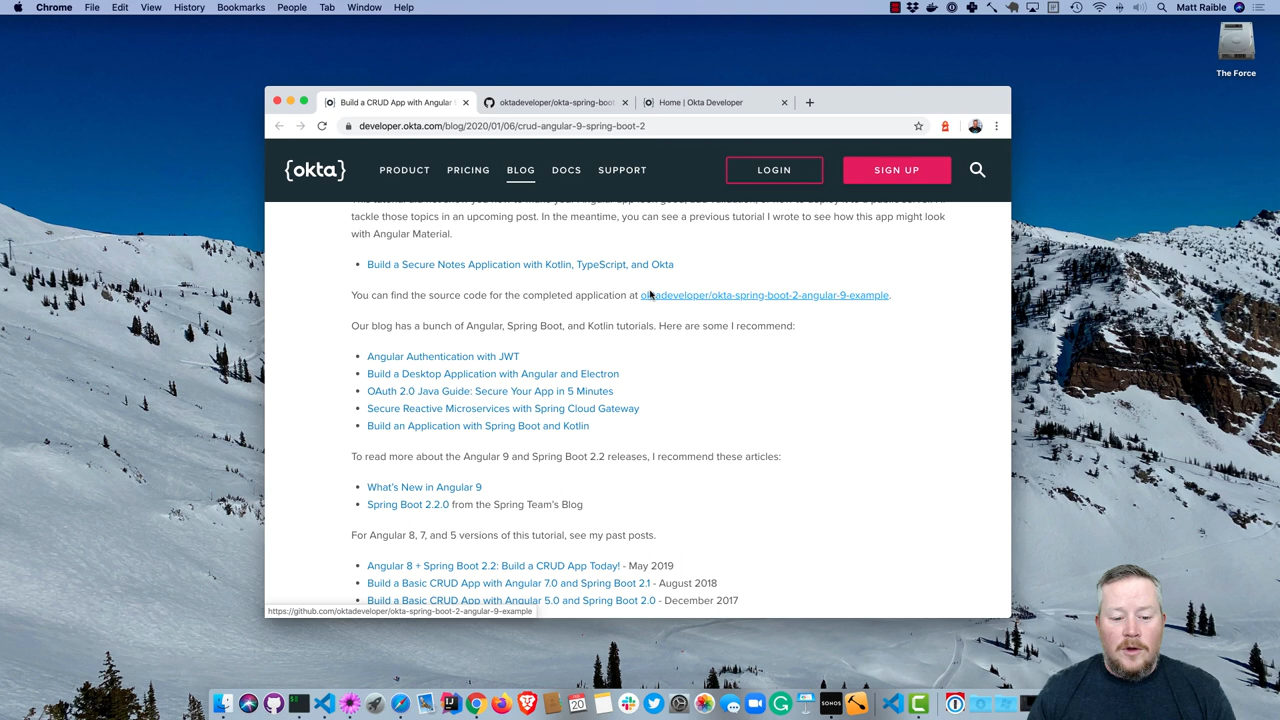 Chrome File Edit View History Bookmarks People Tab Window Help Matt Raible
The Force
Build a CRUD App with Angular
oktadeveloper/okta-spring-boot
Home | Okta Developer
developer.okta.com/blog/2020/01/06/crud-angular-9-spring-boot-2
{okta} PRODUCT PRICING BLOG DOCS SUPPORT LOGIN SIGN UP
tackle those topics in an upcoming post. In the meantime, you can see a previous tutorial I wrote to see how this app might look
with Angular Material.
• Build a Secure Notes Application with Kotlin, TypeScript, and Okta
You can find the source code for the completed application at oktadeveloper/okta-spring-boot-2-angular-9-example.
Our blog has a bunch of Angular, Spring Boot, and Kotlin tutorials. Here are some I recommend:
• Angular Authentication with JWT
• Build a Desktop Application with Angular and Electron
• OAuth 2.0 Java Guide: Secure Your App in 5 Minutes
• Secure Reactive Microservices with Spring Cloud Gateway
• Build an Application with Spring Boot and Kotlin
To read more about the Angular 9 and Spring Boot 2.2 releases, I recommend these articles:
• What's New in Angular 9
• Spring Boot 2.2.0 from the Spring Team's Blog
For Angular 8, 7, and 5 versions of this tutorial, see my past posts.
• Angular 8 + Spring Boot 2.2: Build a CRUD App Today! - May 2019
• Build a Basic CRUD App with Angular 7.0 and Spring Boot 2.1 - August 2018
• Build a Basic CRUD App with Angular 5.0 and Spring Boot 2.0 - December 2017
https://github.com/oktadeveloper/okta-spring-boot-2-angular-9-example
20
SONOS